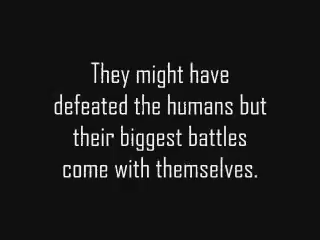 They might have
defeated the humans but
their biggest battles
come with themselves.